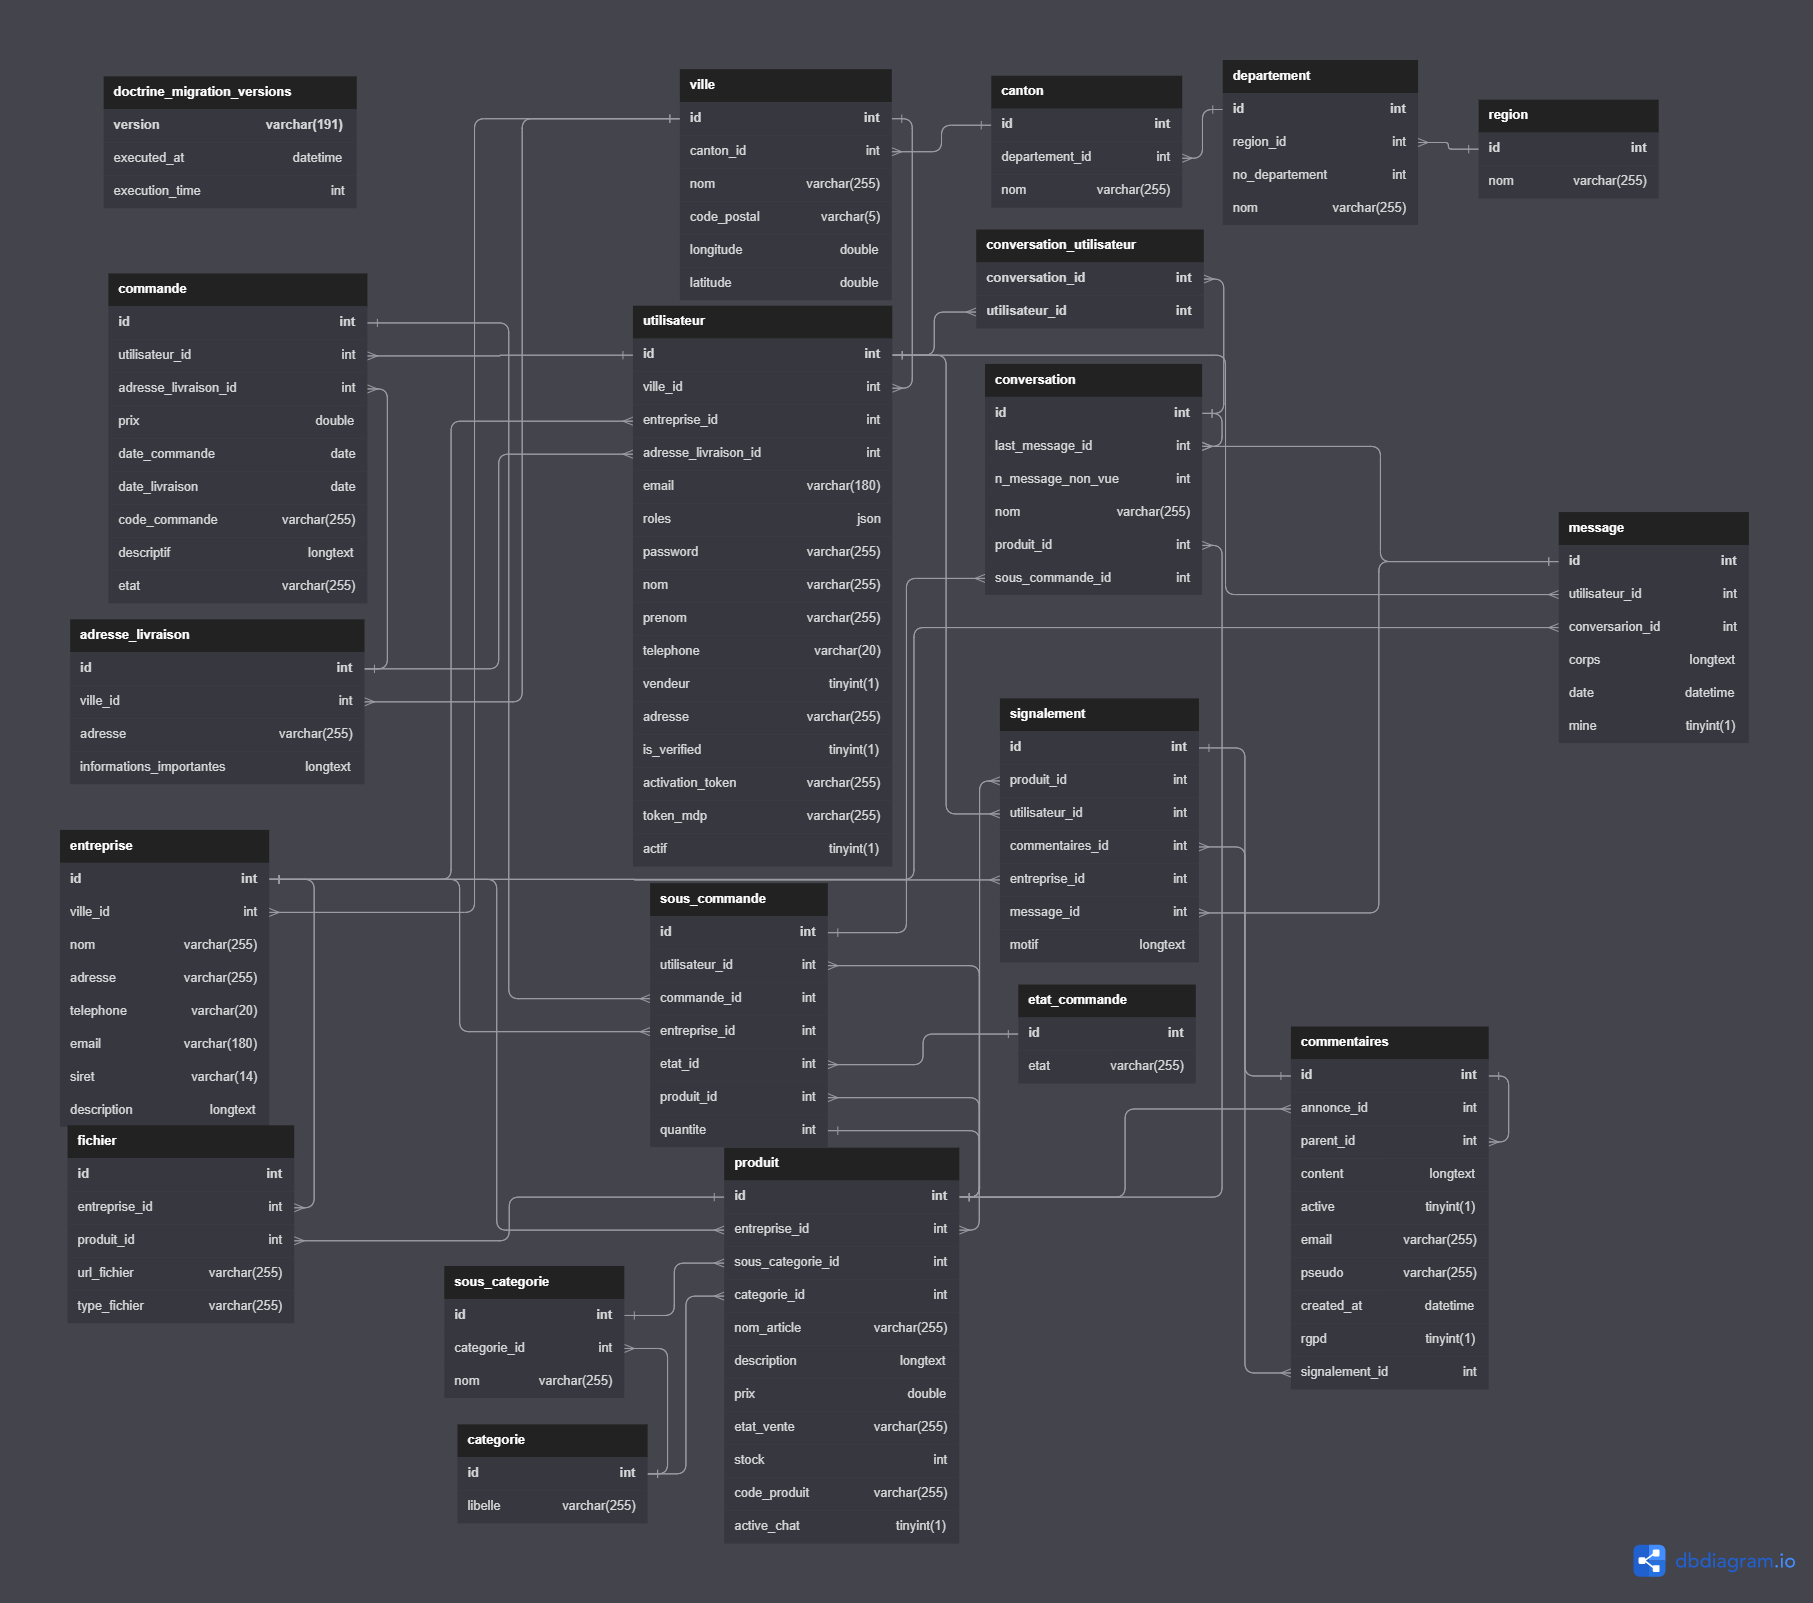 doctrine_migration_versions
version varchar(191)
executed_at datetime
execution_time int
ville
id int
canton_id int
nom varchar(255)
code_postal varchar(5)
longitude double
latitude double
canton
id int
departement_id int
nom varchar(255)
departement
id int
region_id int
no_departement int
nom varchar(255)
region
id int
nom varchar(255)
conversation_utilisateur
conversation_id int
utilisateur_id int
commande
id int
utilisateur_id int
adresse_livraison_id int
prix double
date_commande date
date_livraison date
code_commande varchar(255)
descriptif longtext
etat varchar(255)
utilisateur
id int
ville_id int
entreprise_id int
adresse_livraison_id int
email varchar(180)
roles json
password varchar(255)
nom varchar(255)
prenom varchar(255)
telephone varchar(20)
vendeur tinyint(1)
adresse varchar(255)
is_verified tinyint(1)
activation_token varchar(255)
token_mdp varchar(255)
actif tinyint(1)
conversation
id int
last_message_id int
n_message_non_vue int
nom varchar(255)
produit_id int
sous_commande_id int
message
id int
utilisateur_id int
conversarion_id int
corps longtext
date datetime
mine tinyint(1)
adresse_livraison
id int
ville_id int
adresse varchar(255)
informations_importantes longtext
signalement
id int
produit_id int
utilisateur_id int
commentaires_id int
entreprise_id int
message_id int
motif longtext
entreprise
id int
ville_id int
nom varchar(255)
adresse varchar(255)
telephone varchar(20)
email varchar(180)
siret varchar(14)
description longtext
sous_commande
id int
utilisateur_id int
commande_id int
entreprise_id int
etat_id int
produit_id int
quantite int
etat_commande
id int
etat varchar(255)
commentaires
id int
annonce_id int
parent_id int
content longtext
active tinyint(1)
email varchar(255)
pseudo varchar(255)
created_at datetime
rgpd tinyint(1)
signalement_id int
fichier
id int
entreprise_id int
produit_id int
url_fichier varchar(255)
type_fichier varchar(255)
produit
id int
entreprise_id int
sous_categorie_id int
categorie_id int
nom_article varchar(255)
description longtext
prix double
etat_vente varchar(255)
stock int
code_produit varchar(255)
active_chat tinyint(1)
sous_categorie
id int
categorie_id int
nom varchar(255)
categorie
id int
libelle varchar(255)
dbdiagram.io